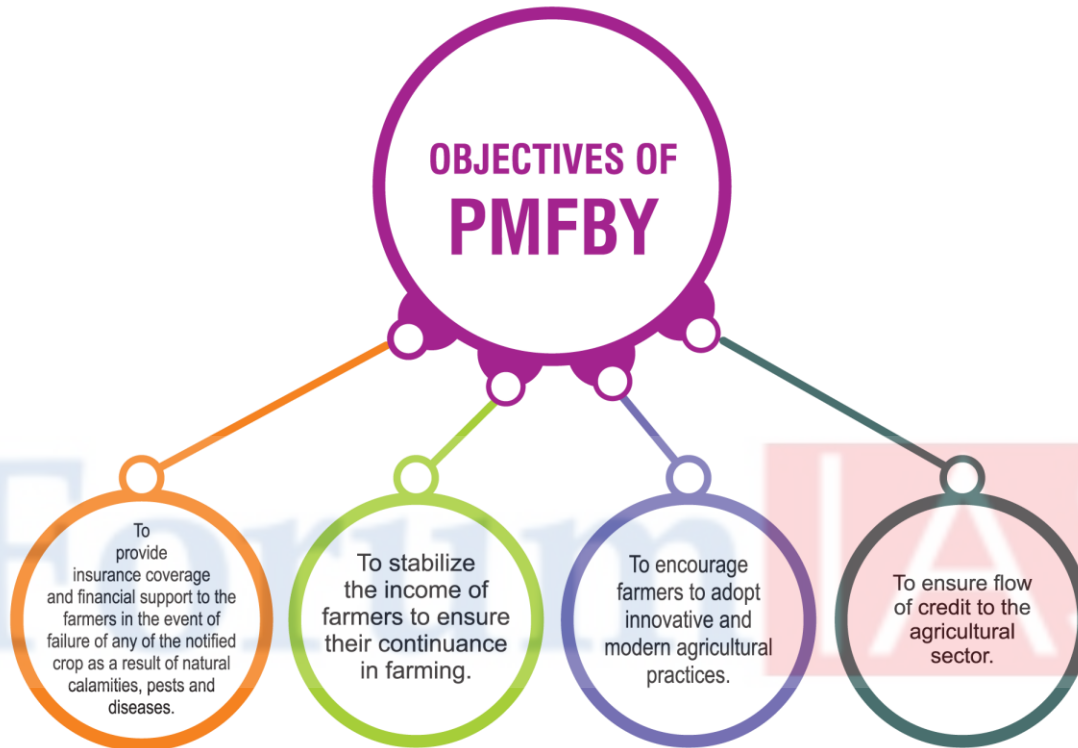 OBJECTIVES OF
PMFBY
To
provide
insurance coverage
and financial support to the
farmers in the event of
failure of any of the notified
crop as a result of natural
calamities, pests and
diseases.
To stabilize
the income of
farmers to ensure
their continuance
in farming.
To encourage
farmers to adopt
innovative and
modern agricultural
practices.
To ensure flow
of credit to the
agricultural
sector.
Forum IA